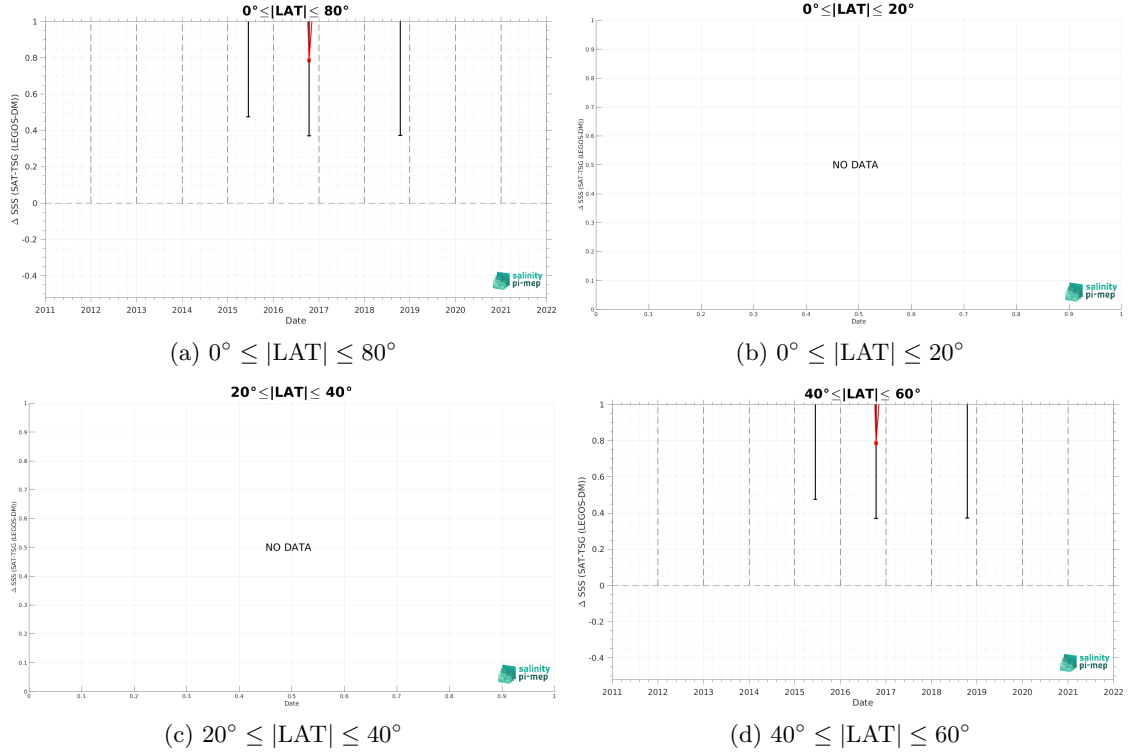 0°≤|LAT|≤ 80°
1
0.8
0.6
0.4
0.2
0
-0.2
-0.4
Δ SSS (SAT-TSG (LEGOS-DM))
2011 2012 2013 2014 2015 2016 2017 2018 2019 2020 2021 2022
Date
salinity
pi-mep
(a) 0° ≤ |LAT| ≤ 80°
0°≤|LAT|≤ 20°
1
0.9
0.8
0.7
0.6
0.5
0.4
0.3
0.2
0.1
0
Δ SSS (SAT-TSG (LEGOS-DM))
NO DATA
0 0.1 0.2 0.3 0.4 0.5 0.6 0.7 0.8 0.9 1
Date
salinity
pi-mep
(b) 0° ≤ |LAT| ≤ 20°
20°≤|LAT|≤ 40°
1
0.9
0.8
0.7
0.6
0.5
0.4
0.3
0.2
0.1
0
Δ SSS (SAT-TSG (LEGOS-DM))
NO DATA
0 0.1 0.2 0.3 0.4 0.5 0.6 0.7 0.8 0.9 1
Date
salinity
pi-mep
(c) 20° ≤ |LAT| ≤ 40°
40°≤|LAT|≤ 60°
1
0.8
0.6
0.4
0.2
0
-0.2
-0.4
Δ SSS (SAT-TSG (LEGOS-DM))
2011 2012 2013 2014 2015 2016 2017 2018 2019 2020 2021 2022
Date
salinity
pi-mep
(d) 40° ≤ |LAT| ≤ 60°